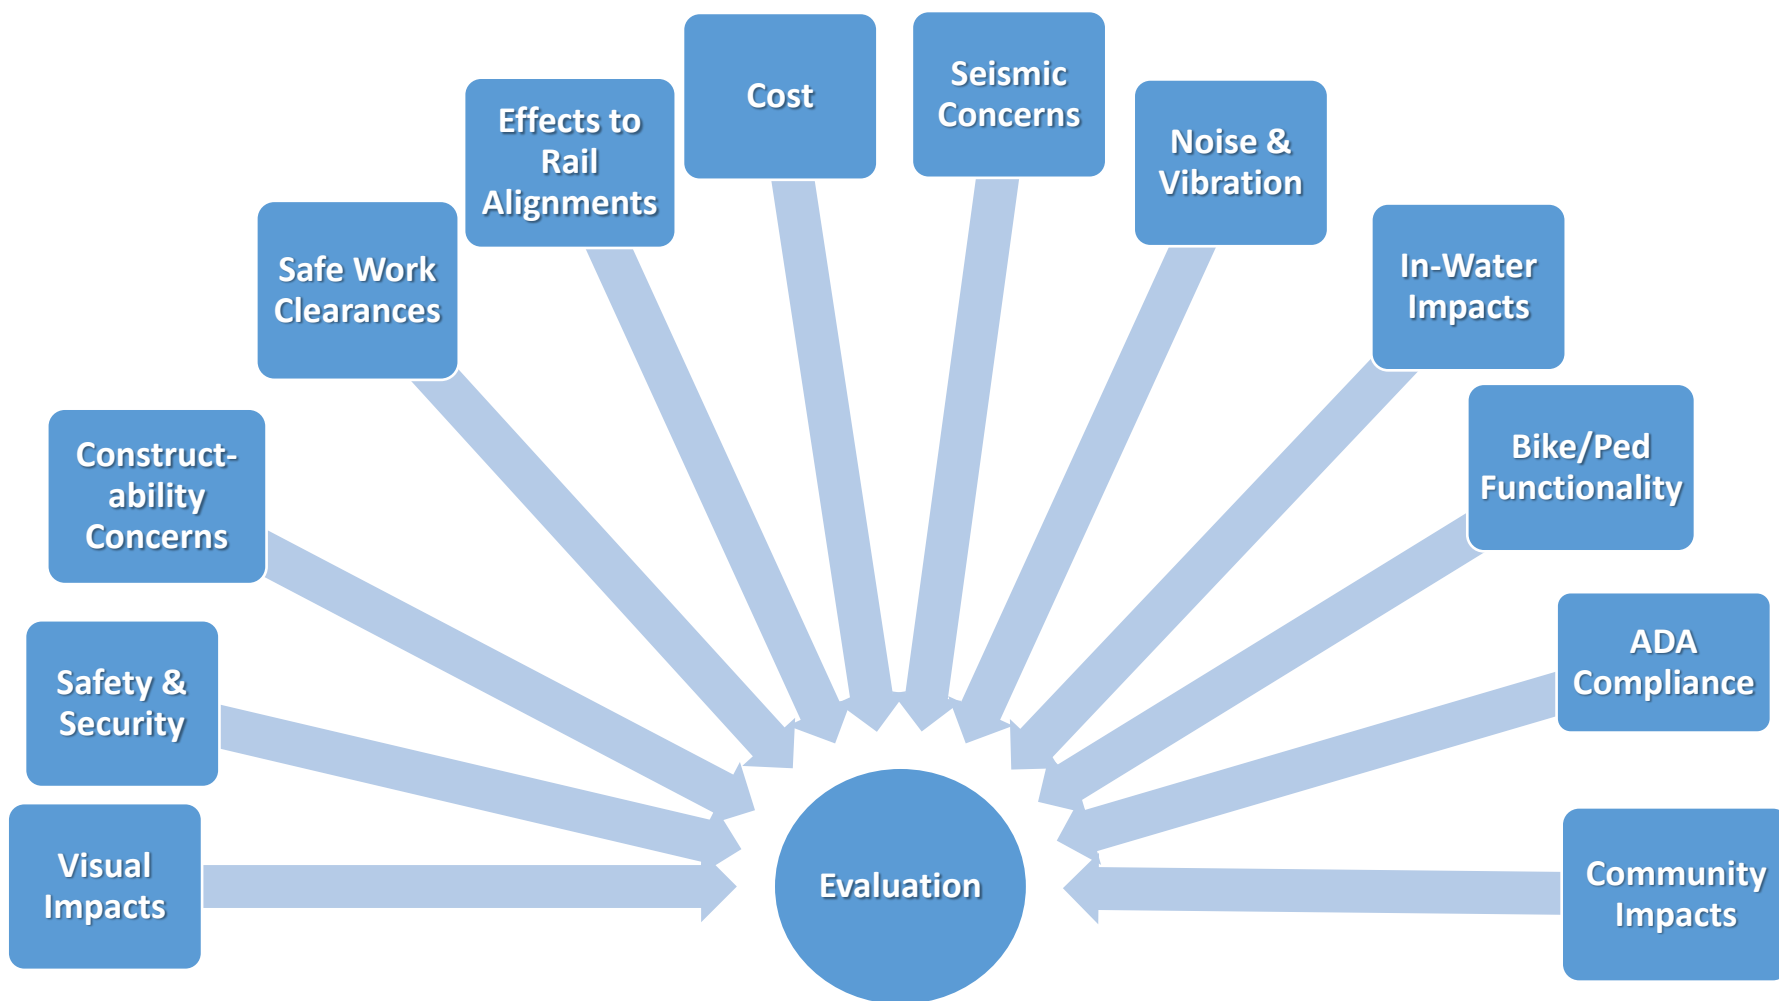 Cost
Seismic
Concerns
Effects to
Rail
Alignments
Noise &
Vibration
Safe Work
Clearances
In-Water
Impacts
Construct-
ability
Concerns
Bike/Ped
Functionality
Safety &
Security
ADA
Compliance
Visual
Impacts
Evaluation
Community
Impacts